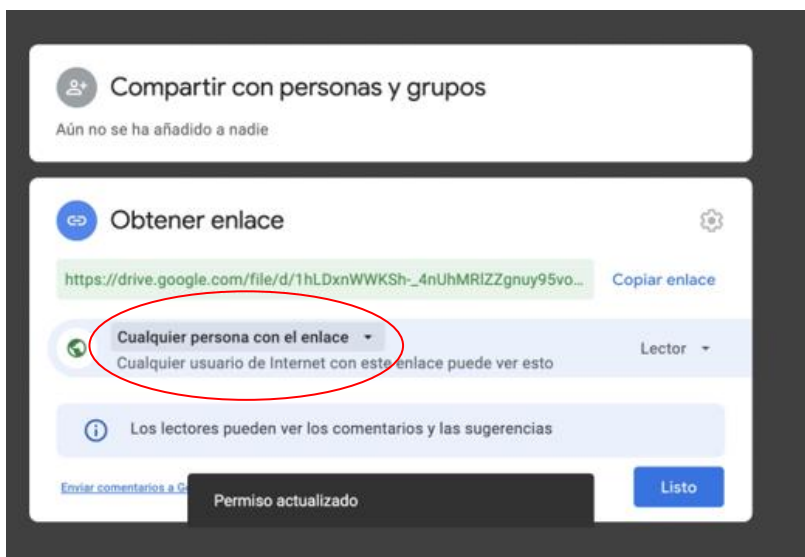 Compartir con personas y grupos
Aún no se ha añadido a nadie
Obtener enlace
https://drive.google.com/file/d/1hLDxnWWKSh-_4nUhMRlZZgnuy95vo... Copiar enlace
Cualquier persona con el enlace
Cualquier usuario de Internet con este enlace puede ver esto
Lector
Los lectores pueden ver los comentarios y las sugerencias
Enviar comentarios a
Permiso actualizado
Listo